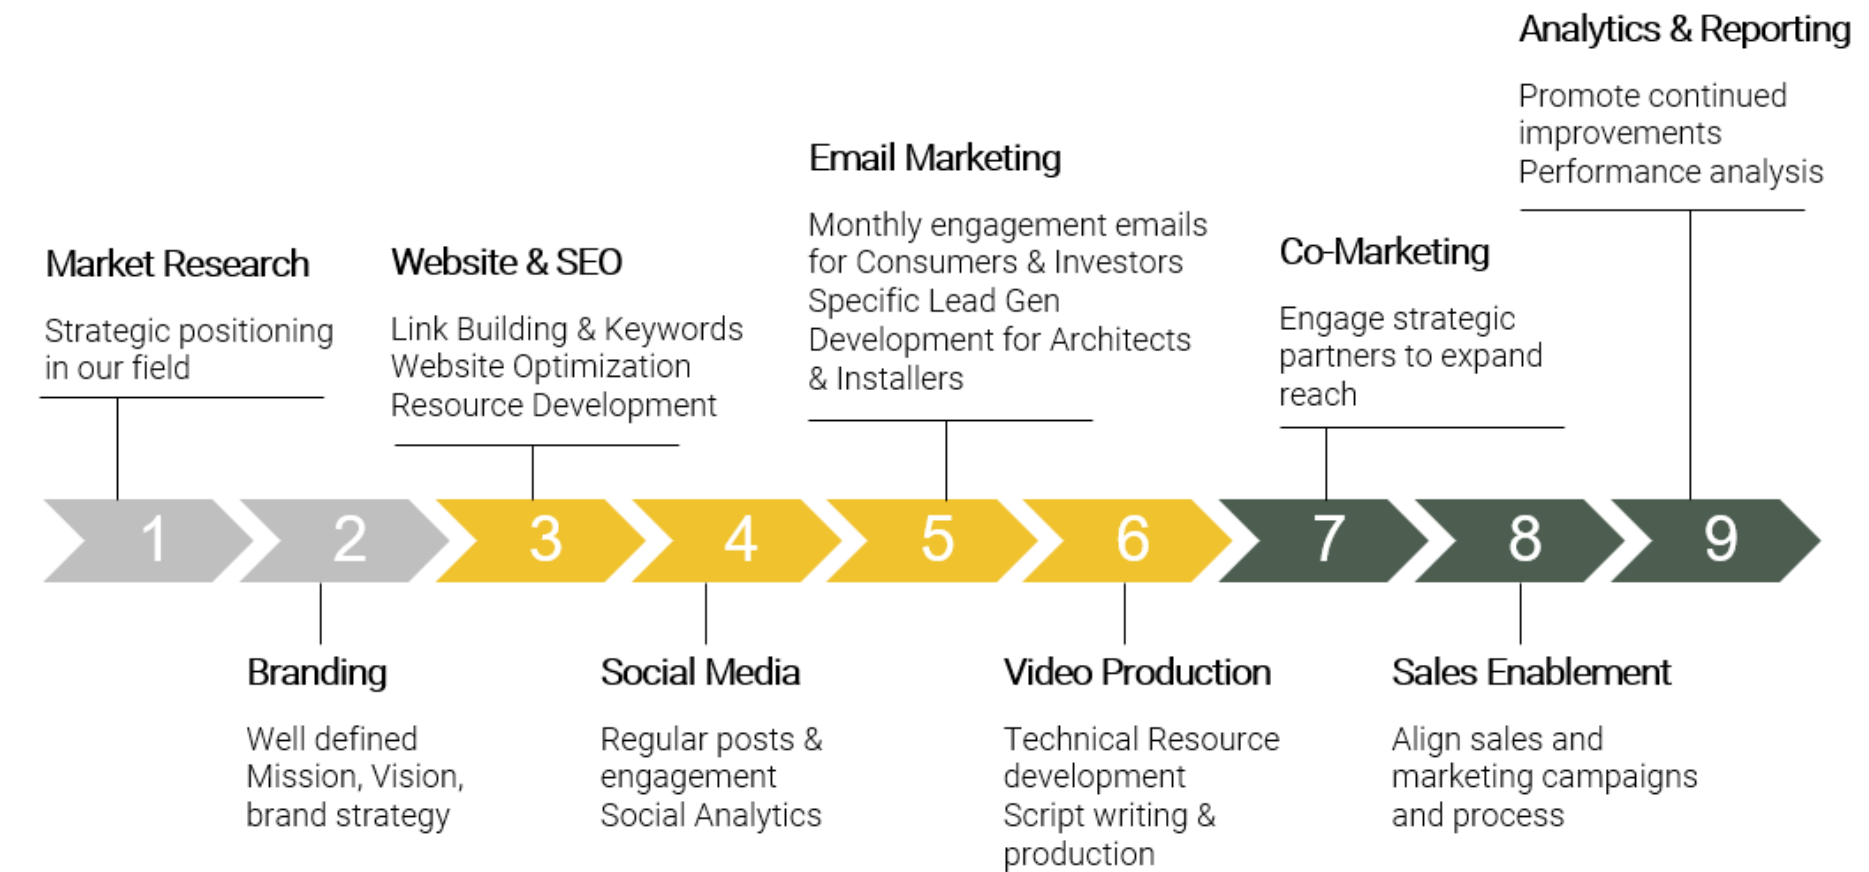 Market Research
Strategic positioning
in our field
1
Branding
Well defined
Mission, Vision,
brand strategy
2
Website & SEO
Link Building & Keywords
Website Optimization
Resource Development
3
Social Media
Regular posts &
engagement
Social Analytics
4
Email Marketing
Monthly engagement emails
for Consumers & Investors
Specific Lead Gen
Development for Architects
& Installers
5
Video Production
Technical Resource
development
Script writing &
production
6
Co-Marketing
Engage strategic
partners to expand
reach
7
Sales Enablement
Align sales and
marketing campaigns
and process
8
Analytics & Reporting
Promote continued
improvements
Performance analysis
9